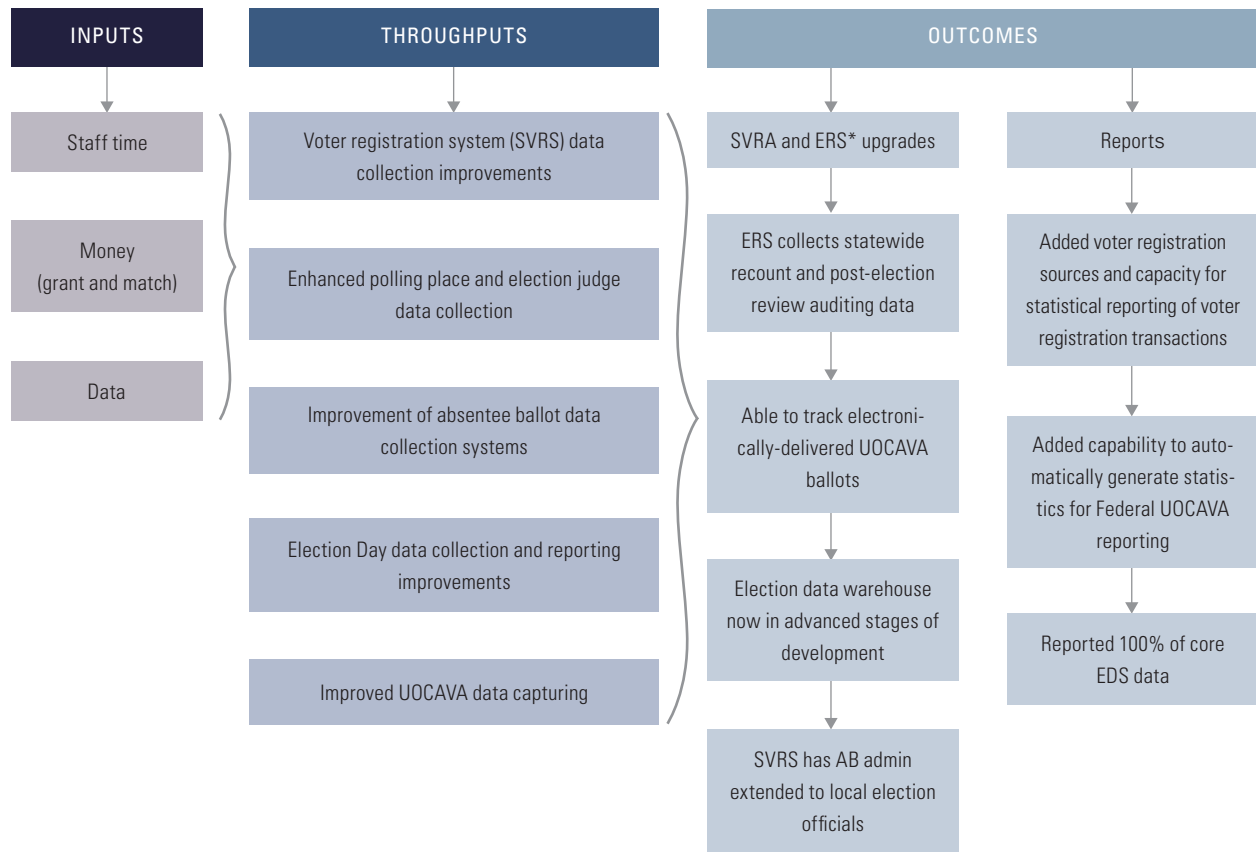 INPUTS
THROUGHPUTS
OUTCOMES
Staff time
Money
(grant and match)
Data
Voter registration system (SVRS) data
collection improvements
Enhanced polling place and election judge
data collection
Improvement of absentee ballot data
collection systems
Election Day data collection and reporting
improvements
Improved UOCAVA data capturing
SVRA and ERS* upgrades
ERS collects statewide
recount and post-election
review auditing data
Able to track electroni-
cally-delivered UOCAVA
ballots
Election data warehouse
now in advanced stages of
development
SVRS has AB admin
extended to local election
officials
Reports
Added voter registration
sources and capacity for
statistical reporting of voter
registration transactions
Added capability to auto-
matically generate statis-
tics for Federal UOCAVA
reporting
Reported 100% of core
EDS data